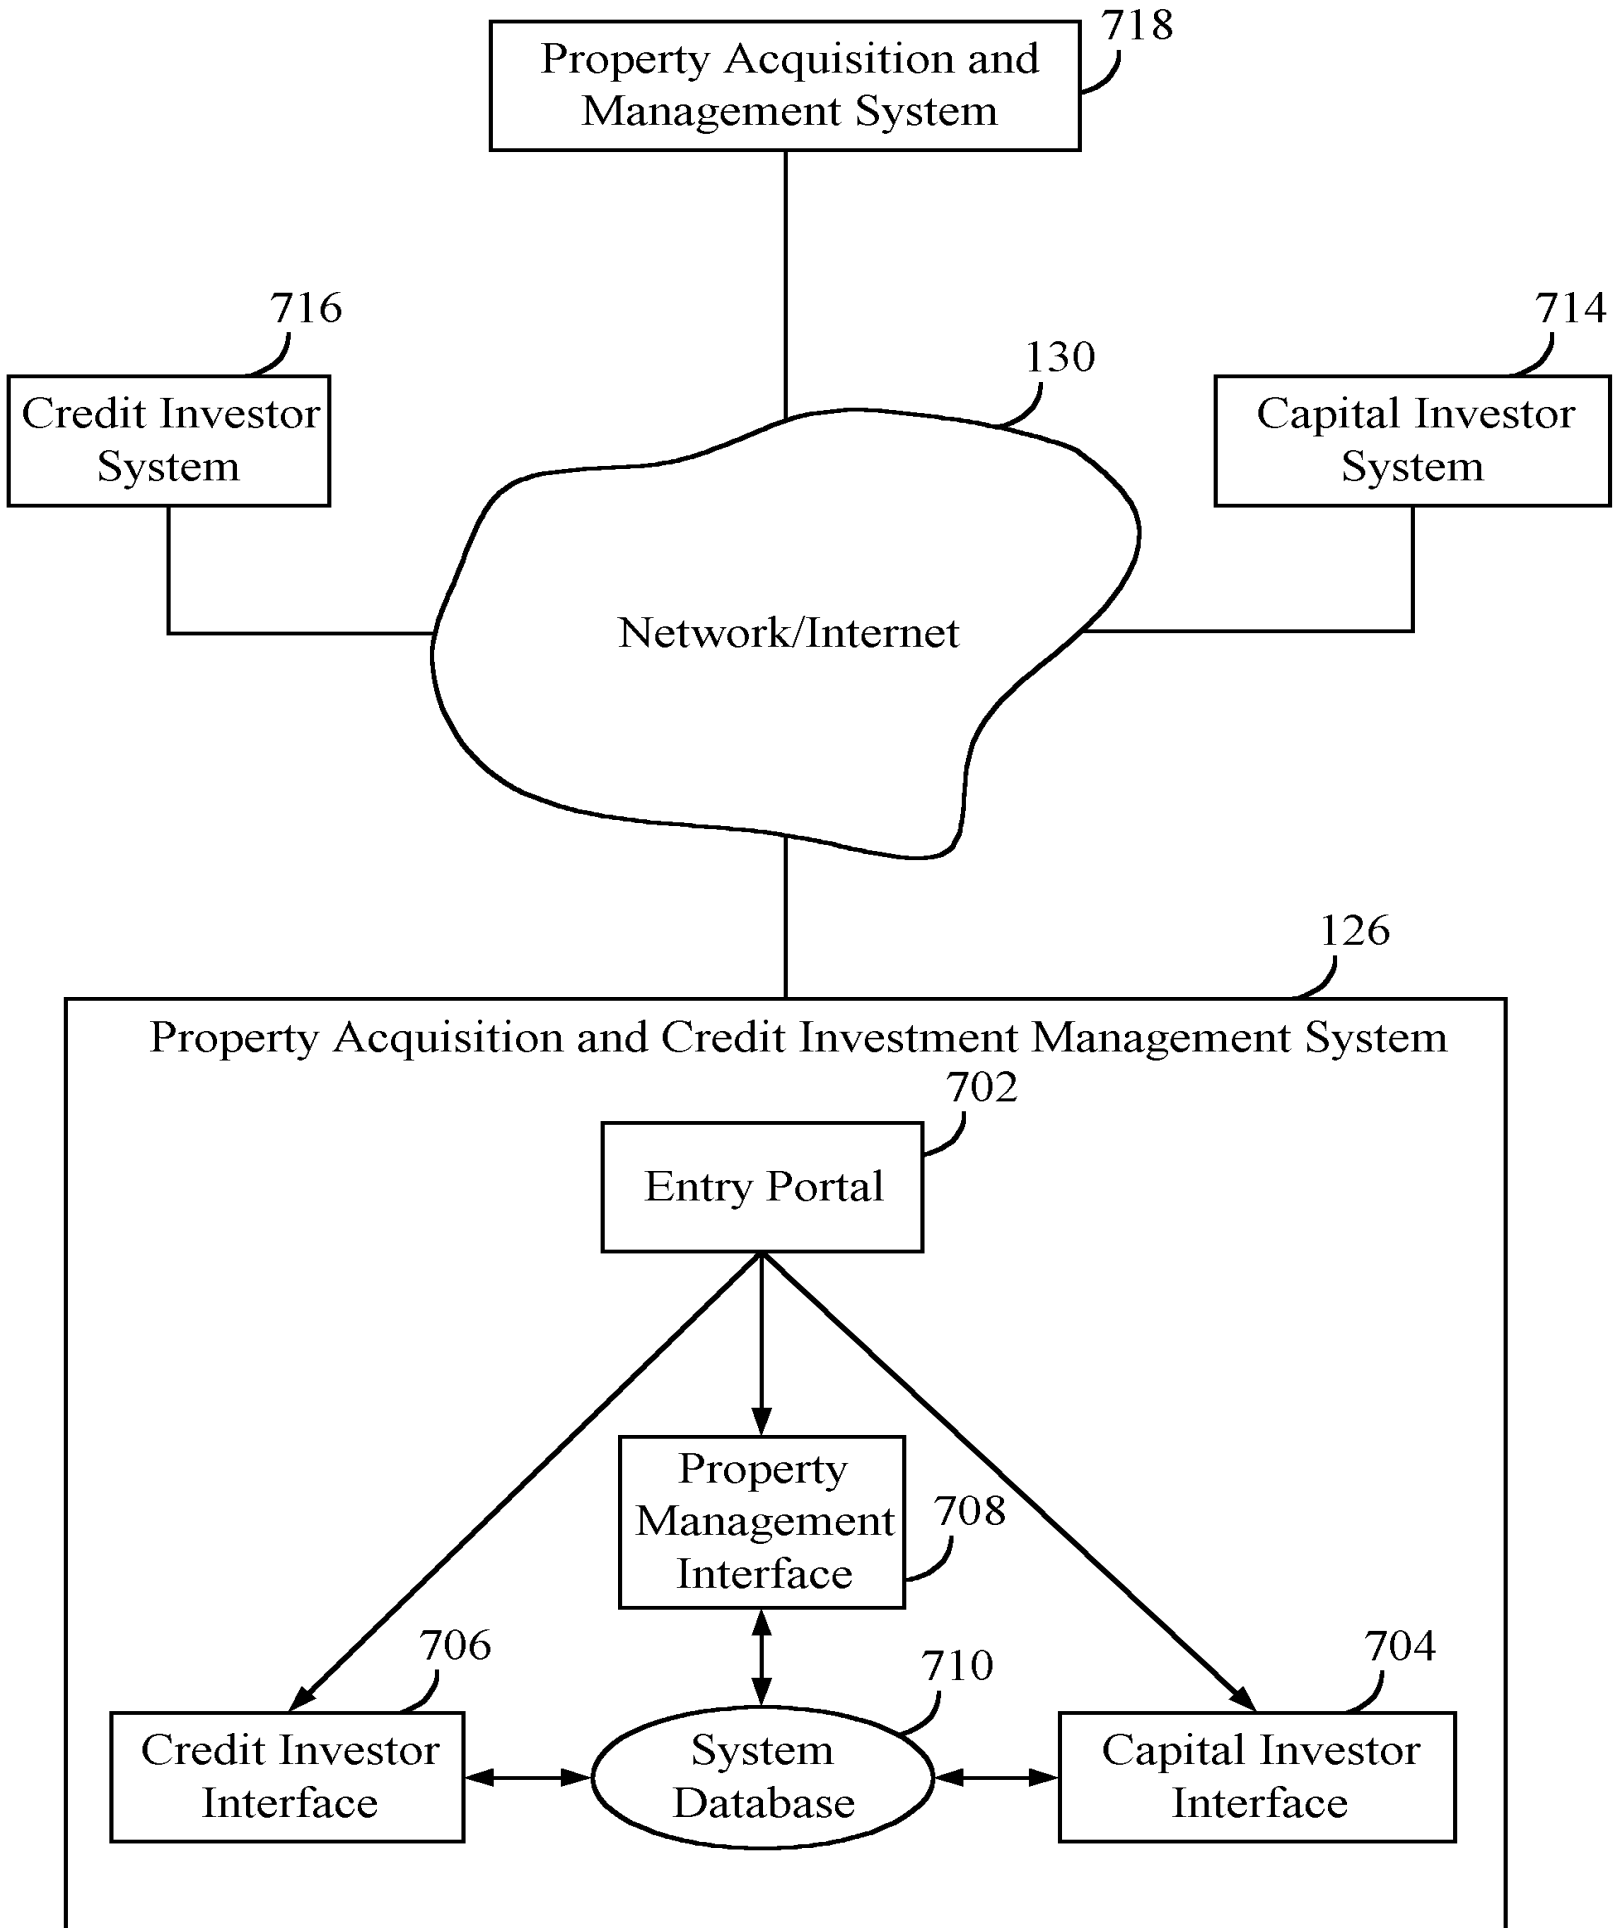 718
Property Acquisition and
Management System
716
714
130
Credit Investor
System
Capital Investor
System
Network/Internet
126
Property Acquisition and Credit Investment Management System
702
Entry Portal
Property
Management
Interface
708
706
710
704
Credit Investor
Interface
System
Database
Capital Investor
Interface